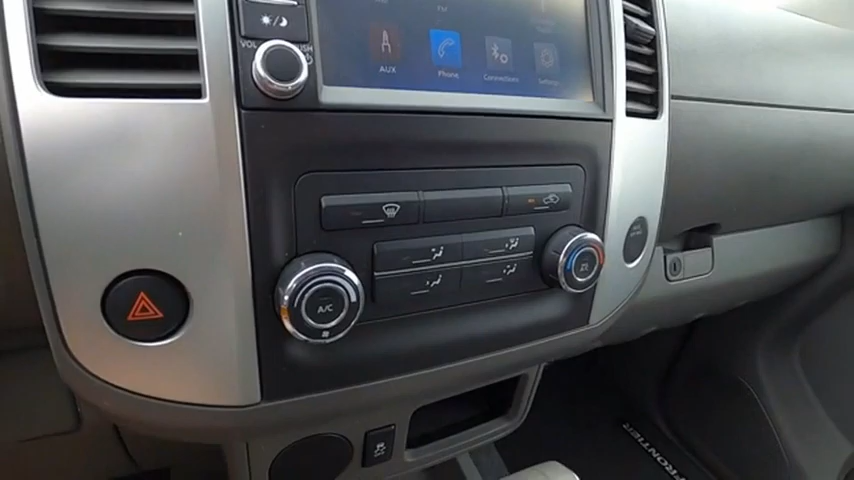 FM
VOL
PUSH
AUX
Phone
Connections
Settings
A/C
FRONTIER